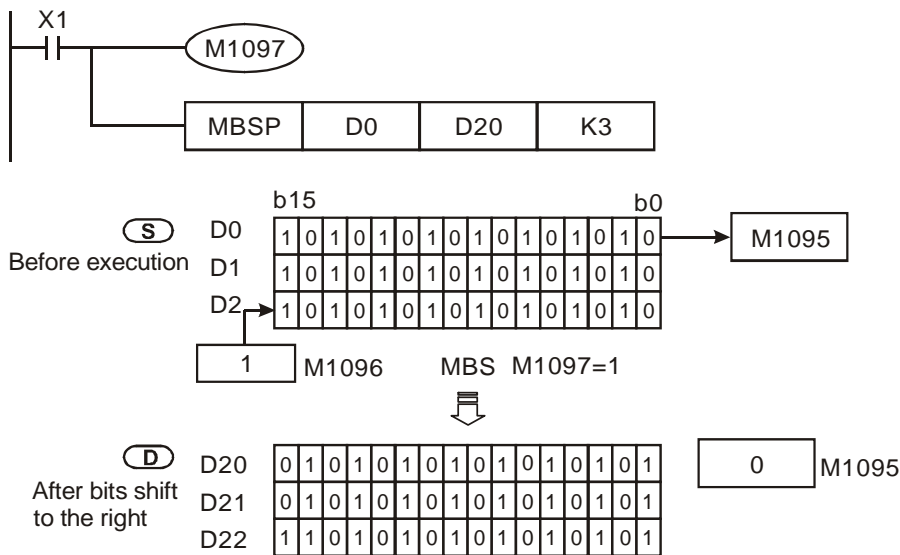 X1
M1097
MBSP D0 D20 K3
b15 b0
S D0 1 0 1 0 1 0 1 0 1 0 1 0 1 0 1 0 M1095
Before execution D1 1 0 1 0 1 0 1 0 1 0 1 0 1 0 1 0
D2 1 0 1 0 1 0 1 0 1 0 1 0 1 0 1 0
1 M1096 MBS M1097=1
D D20 0 1 0 1 0 1 0 1 0 1 0 1 0 1 0 1 0 M1095
After bits shift D21 0 1 0 1 0 1 0 1 0 1 0 1 0 1 0 1
to the right D22 1 1 0 1 0 1 0 1 0 1 0 1 0 1 0 1